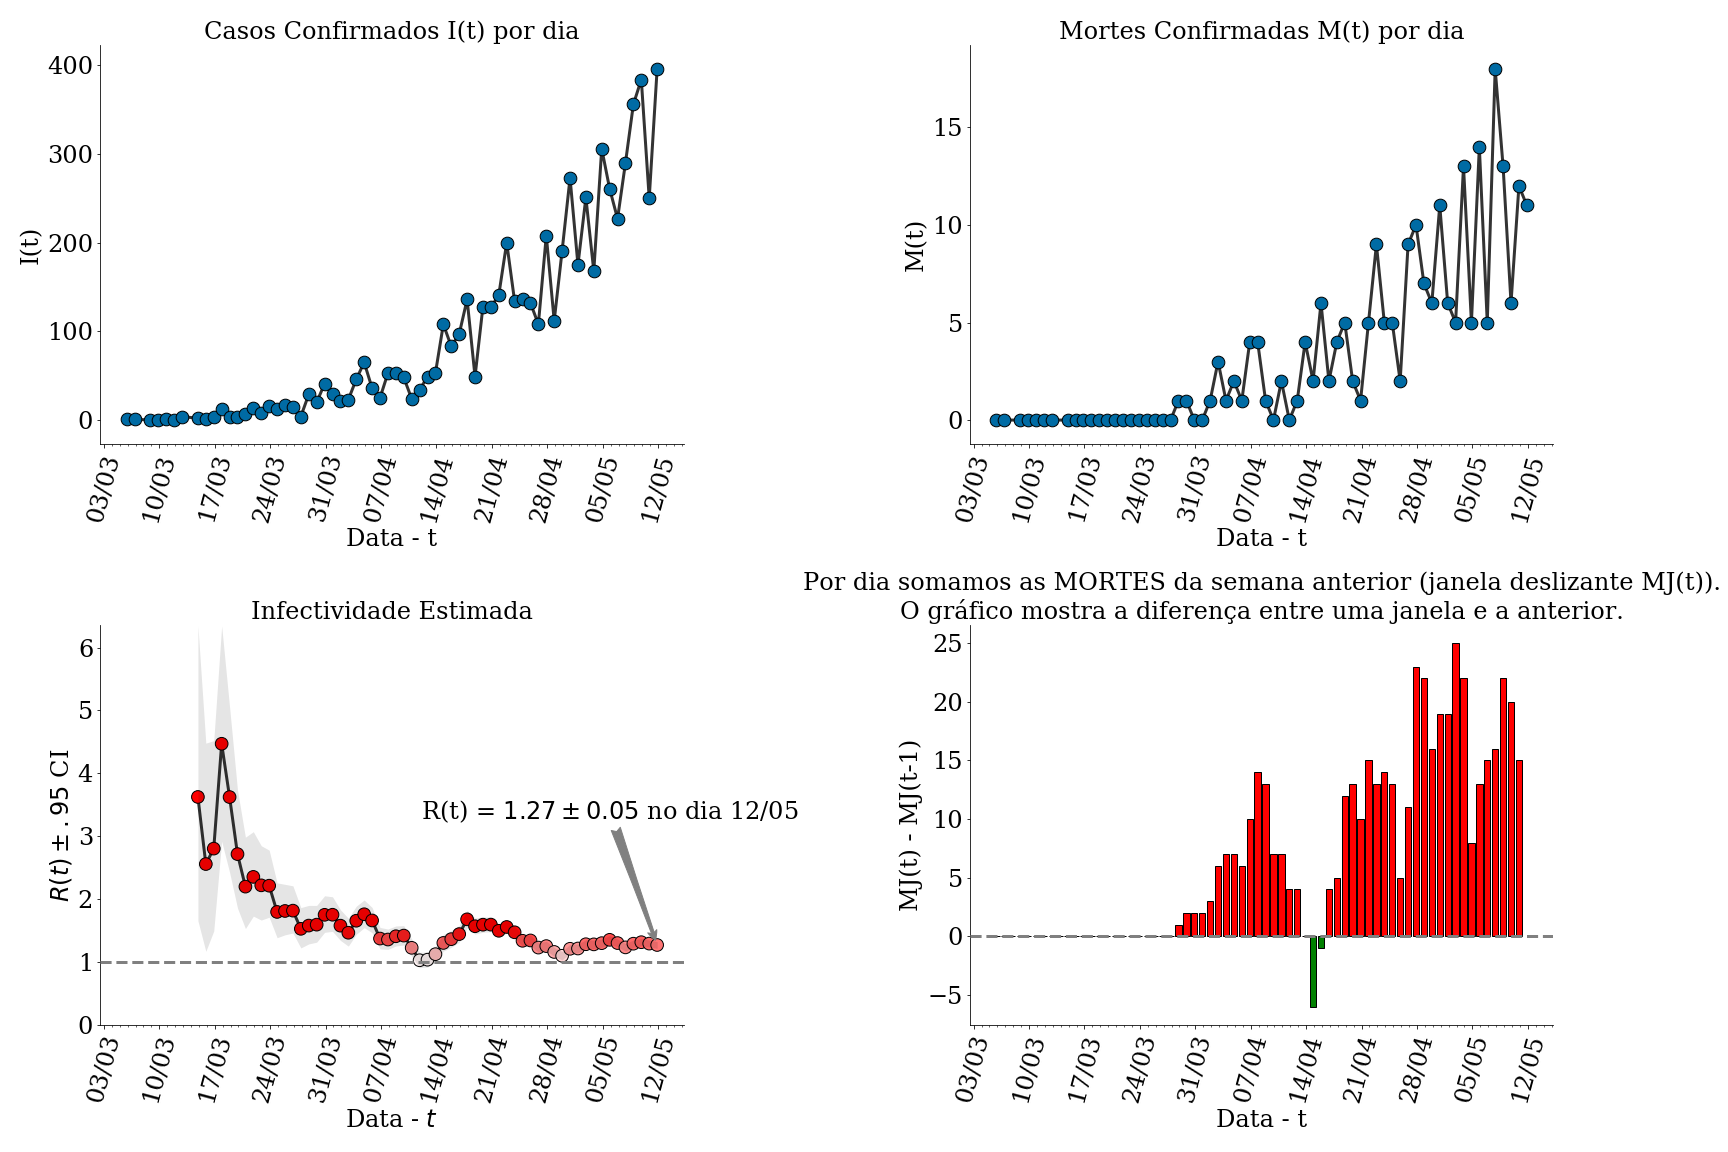 Casos Confirmados I(t) por dia
400
300
200
100
0
I(t)
03/03 10/03 17/03 24/03 31/03 07/04 14/04 21/04 28/04 05/05 12/05
Data - t
Mortes Confirmadas M(t) por dia
15
10
5
0
M(t)
03/03 10/03 17/03 24/03 31/03 07/04 14/04 21/04 28/04 05/05 12/05
Data - t
Infectividade Estimada
6
5
4
3
2
1
0
R(t) ± .95 CI
R(t) = 1.27 ± 0.05 no dia 12/05
03/03 10/03 17/03 24/03 31/03 07/04 14/04 21/04 28/04 05/05 12/05
Data - t
Por dia somamos as MORTES da semana anterior (janela deslizante MJ(t)).
O gráfico mostra a diferença entre uma janela e a anterior.
25
20
15
10
5
0
−5
MJ(t) - MJ(t-1)
03/03 10/03 17/03 24/03 31/03 07/04 14/04 21/04 28/04 05/05 12/05
Data - t